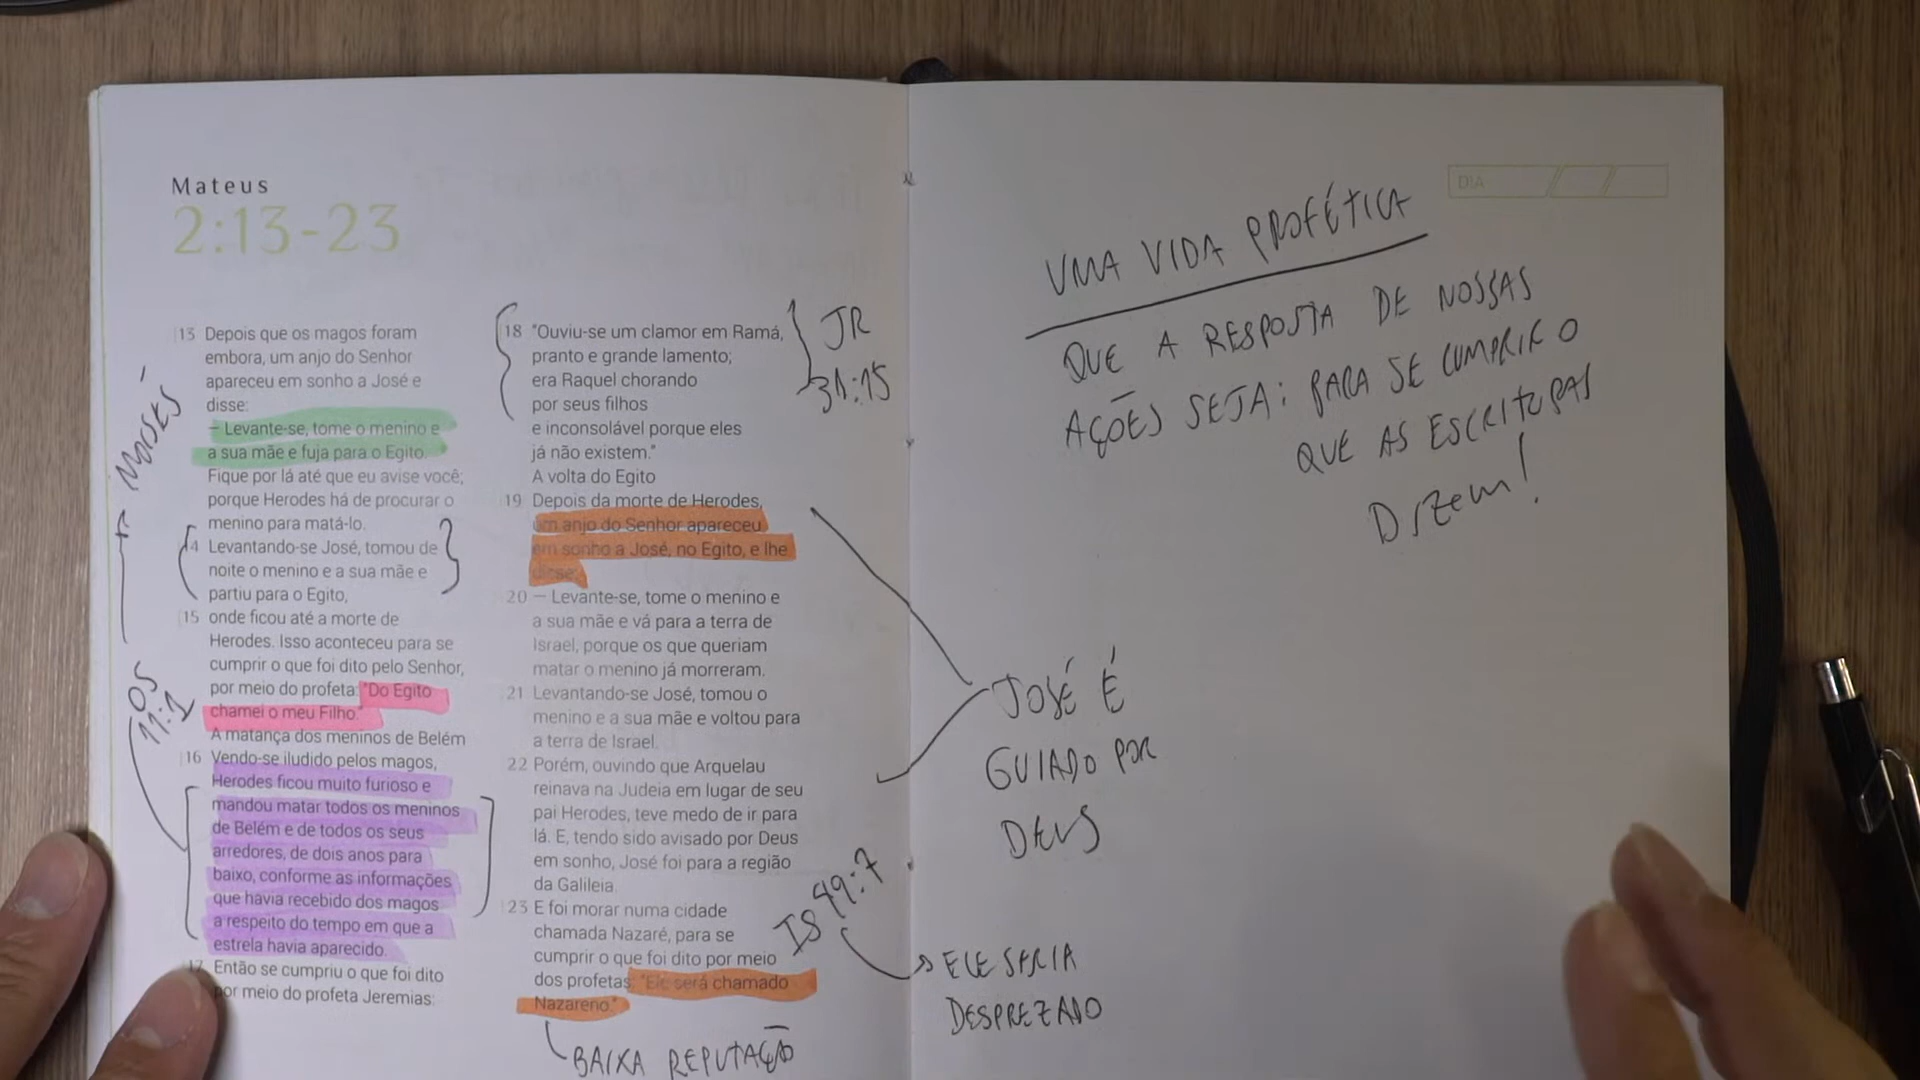 Mateus
2:13-23
13 Depois que os magos foram
embora, um anjo do Senhor
apareceu em sonho a José e
disse:
– Levante-se, tome o menino e
a sua mãe e fuja para o Egito.
Fique por lá até que eu avise você;
porque Herodes há de procurar o
menino para matá-lo.
14 Levantando-se José, tomou de
noite o menino e a sua mãe e
partiu para o Egito,
15 onde ficou até a morte de
Herodes. Isso aconteceu para se
cumprir o que foi dito pelo Senhor,
por meio do profeta: "Do Egito
chamei o meu Filho."
A matança dos meninos de Belém
16 Vendo-se iludido pelos magos,
Herodes ficou muito furioso e
mandou matar todos os meninos
de Belém e de todos os seus
arredores, de dois anos para
baixo, conforme as informações
que havia recebido dos magos
a respeito do tempo em que a
estrela havia aparecido.
17 Então se cumpriu o que foi dito
por meio do profeta Jeremias:
MOISÉS
OS
11:1
18 "Ouviu-se um clamor em Ramá,
pranto e grande lamento;
era Raquel chorando
por seus filhos
e inconsolável porque eles
já não existem."
A volta do Egito
19 Depois da morte de Herodes,
um anjo do Senhor apareceu
em sonho a José, no Egito, e lhe
disse:
20 – Levante-se, tome o menino e
a sua mãe e vá para a terra de
Israel, porque os que queriam
matar o menino já morreram.
21 Levantando-se José, tomou o
menino e a sua mãe e voltou para
a terra de Israel.
22 Porém, ouvindo que Arquelau
reinava na Judeia em lugar de seu
pai Herodes, teve medo de ir para
lá. E, tendo sido avisado por Deus
em sonho, José foi para a região
da Galileia.
23 E foi morar numa cidade
chamada Nazaré, para se
cumprir o que foi dito por meio
dos profetas: "Ele será chamado
Nazareno."
JR
31:15
IS 49:7
BAIXA REPUTAÇÃO
DIA
UMA VIDA PROFÉTICA
QUE A RESPOSTA DE NOSSAS
AÇÕES SEJA: PARA SE CUMPRIR O
QUE AS ESCRITURAS
DIZEM!
JOSÉ É
GUIADO POR
DEUS
ELE SERIA
DESPREZADO